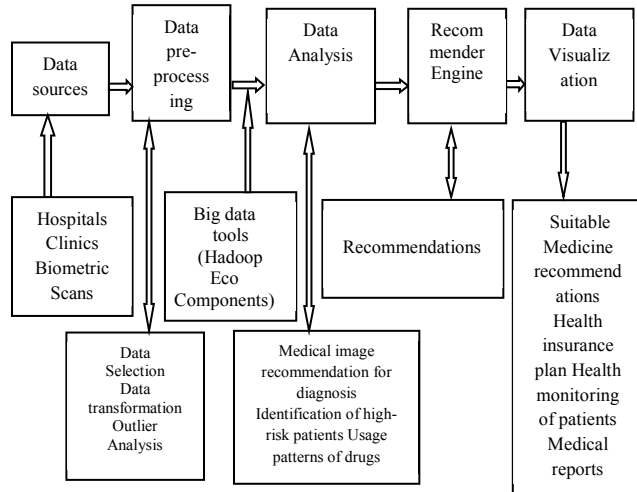 Data
sources
Data
pre-
process
ing
Data
Analysis
Recom
mender
Engine
Data
Visualiz
ation
Hospitals
Clinics
Biometric
Scans
Big data
tools
(Hadoop
Eco
Components)
Recommendations
Suitable
Medicine
recommend
ations
Health
insurance
plan Health
monitoring
of patients
Medical
reports
Data
Selection
Data
transformation
Outlier
Analysis
Medical image
recommendation for
diagnosis
Identification of high-
risk patients Usage
patterns of drugs